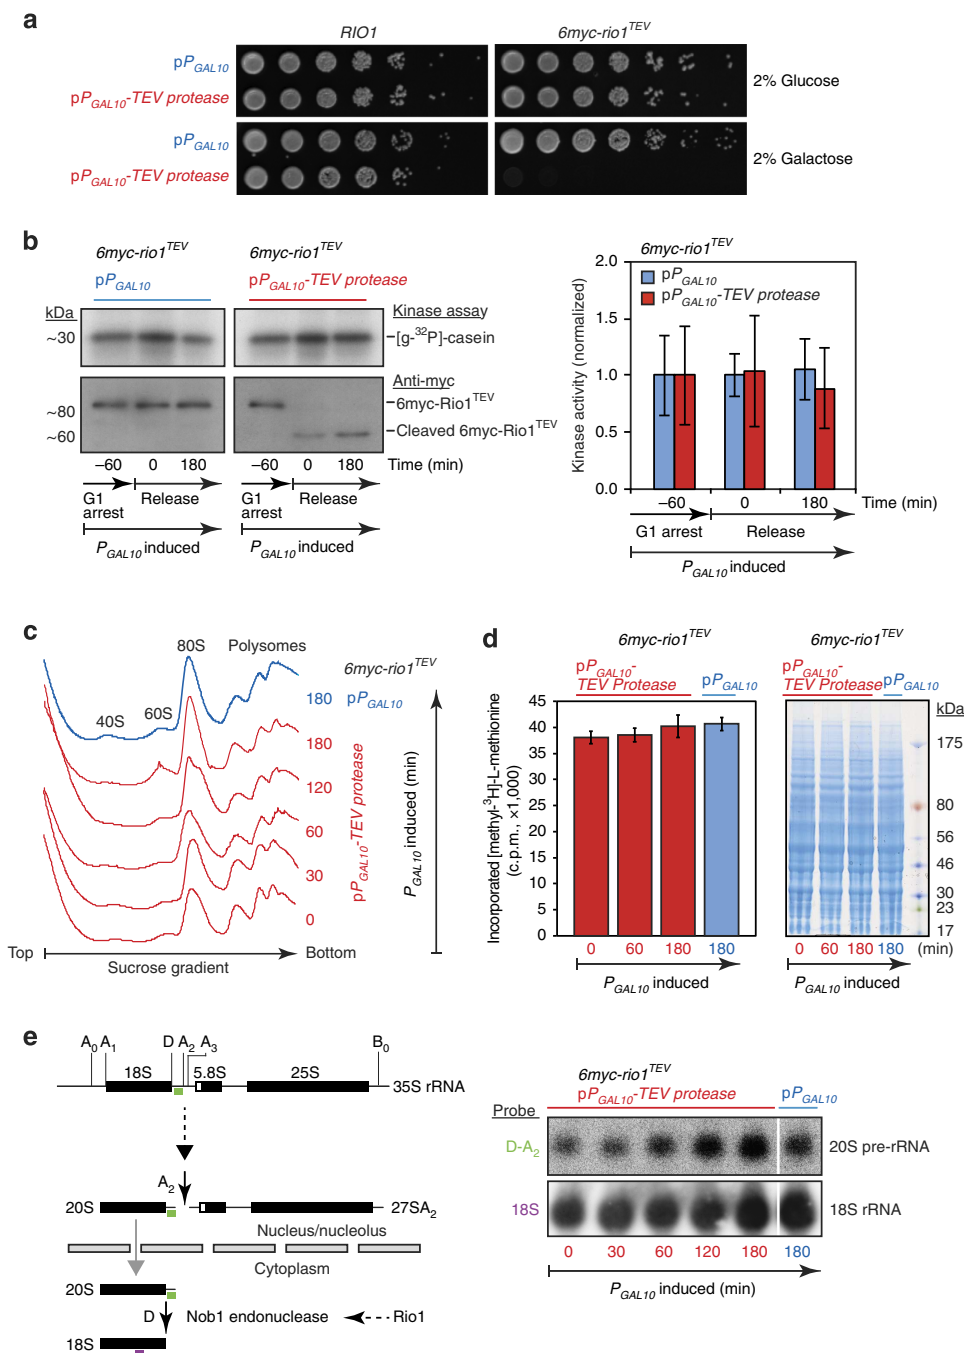 a
RIO1
6myc-rio1TEV
pPGAL10
pPGAL10-TEV protease
2% Glucose
pPGAL10
pPGAL10-TEV protease
2% Galactose
b
6myc-rio1TEV
6myc-rio1TEV
pPGAL10
pPGAL10-TEV protease
kDa
Kinase assay
~30
[g-32P]-casein
Anti-myc
~80
6myc-Rio1TEV
~60
Cleaved 6myc-Rio1TEV
–60 0 180
–60 0 180
Time (min)
G1 arrest
Release
G1 arrest
Release
PGAL10 induced
PGAL10 induced
6myc-rio1TEV
pPGAL10
pPGAL10-TEV protease
Kinase activity (normalized)
2.0
1.5
1.0
0.5
0.0
–60 0 180
Time (min)
G1 arrest
Release
PGAL10 induced
c
40S
60S
80S
Polysomes
6myc-rio1TEV
pPGAL10
180
180
120
60
30
0
pPGAL10-TEV protease
PGAL10 induced (min)
Top
Sucrose gradient
Bottom
d
6myc-rio1TEV
pPGAL10-
TEV Protease
pPGAL10
Incorporated [methyl-3H]-L-methionine
(c.p.m., ×1,000)
45
40
35
30
25
20
15
10
5
0
0 60 180 180
PGAL10 induced
6myc-rio1TEV
pPGAL10-
TEV Protease
pPGAL10
kDa
175
80
56
46
30
23
17
0 60 180 180 (min)
PGAL10 induced
e
A0 A1 D A2 A3 B0
18S 5.8S 25S
35S rRNA
A2
20S
27SA2
Nucleus/nucleolus
Cytoplasm
20S
D
Nob1 endonuclease
Rio1
18S
6myc-rio1TEV
pPGAL10-TEV protease
pPGAL10
Probe
D-A2
20S pre-rRNA
18S
18S rRNA
0 30 60 120 180 180
PGAL10 induced (min)